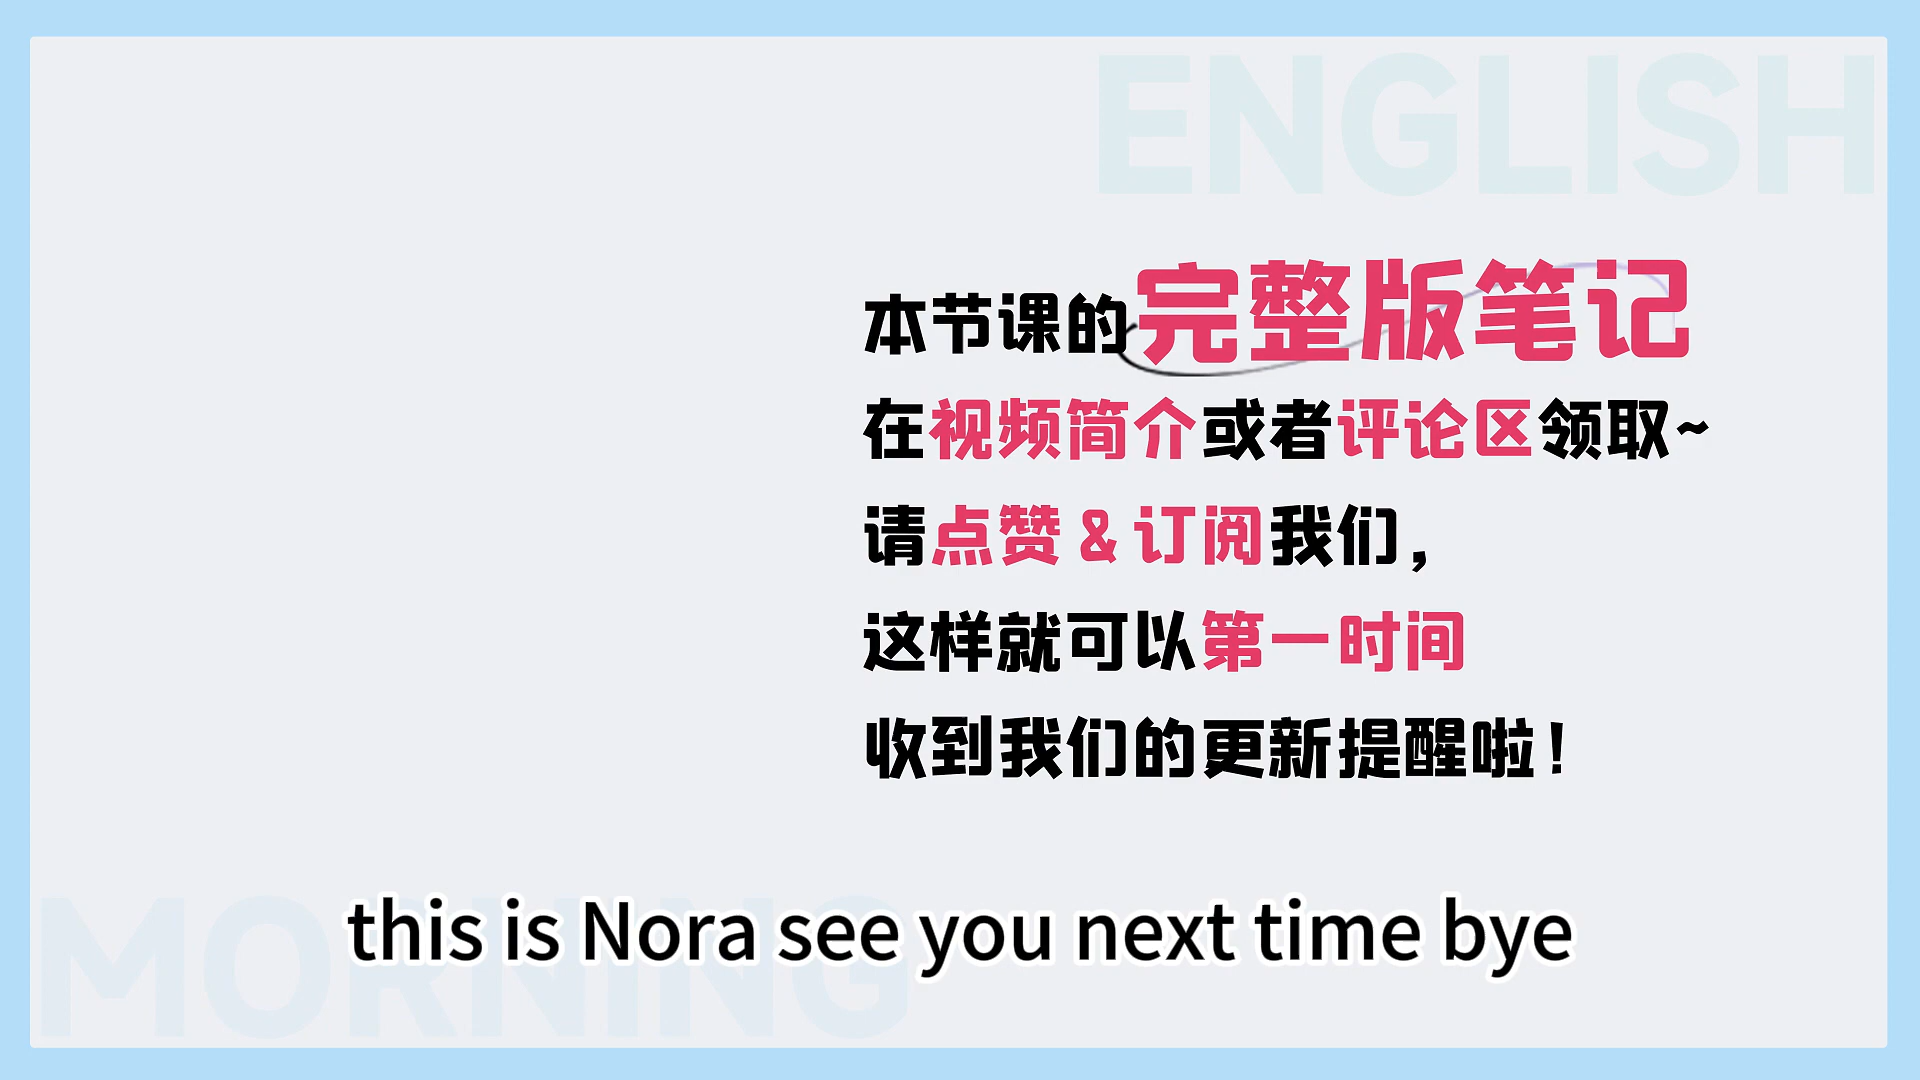 ENGLISH
本节课的完整版笔记
在视频简介或者评论区领取~
请点赞&订阅我们，
这样就可以第一时间
收到我们的更新提醒啦！
MORNING
this is Nora see you next time bye